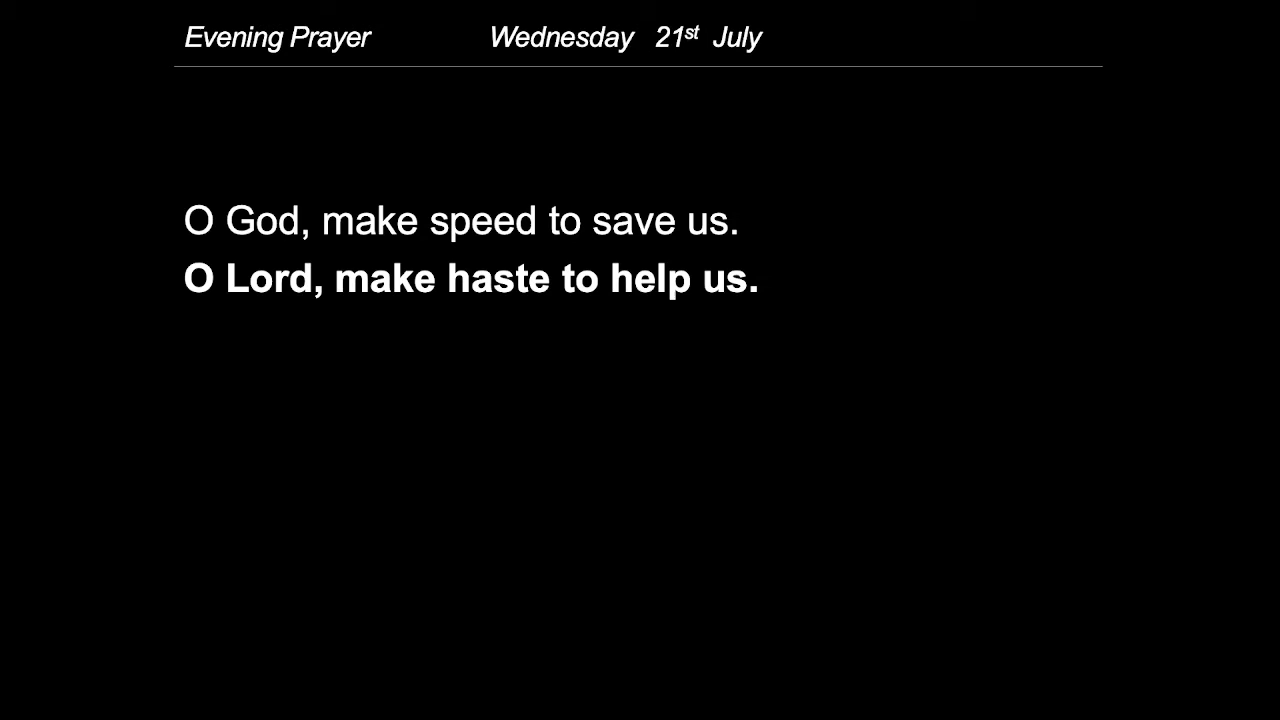 Evening Prayer Wednesday 21st July
O God, make speed to save us.
O Lord, make haste to help us.